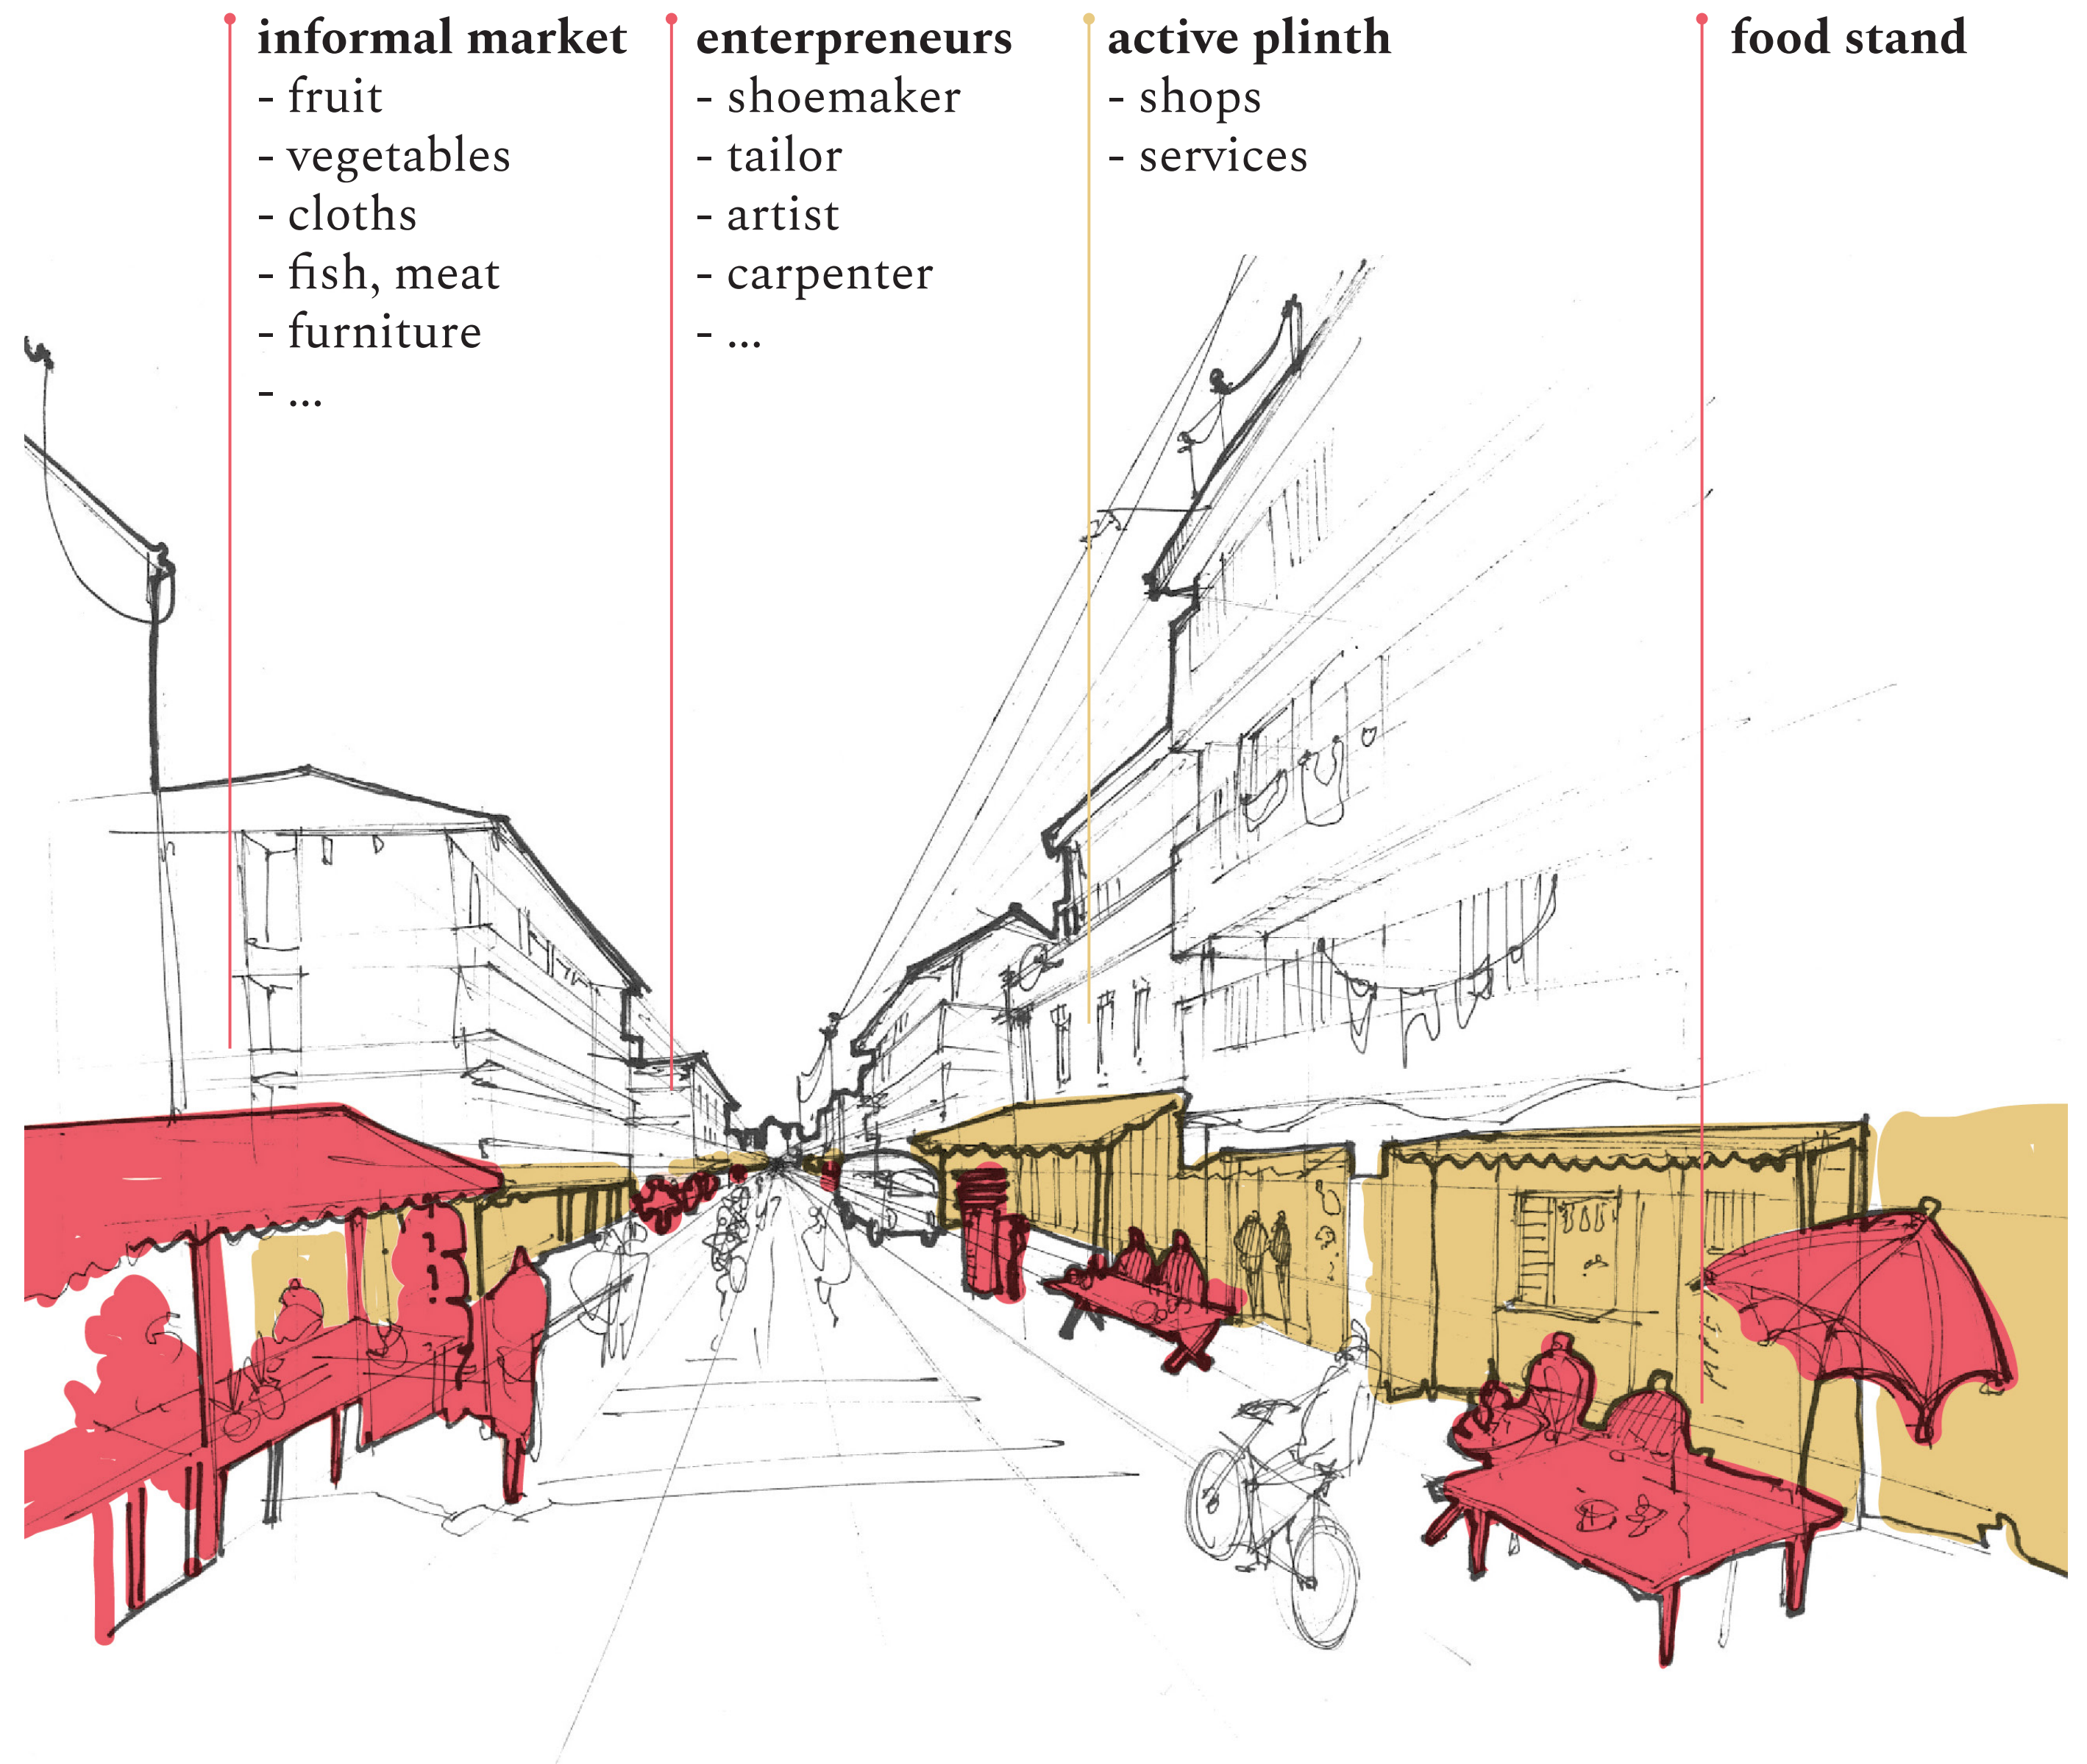 informal market
- fruit
- vegetables
- cloths
- fish, meat
- furniture
- ...
enterpreneurs
- shoemaker
- tailor
- artist
- carpenter
- ...
active plinth
- shops
- services
food stand